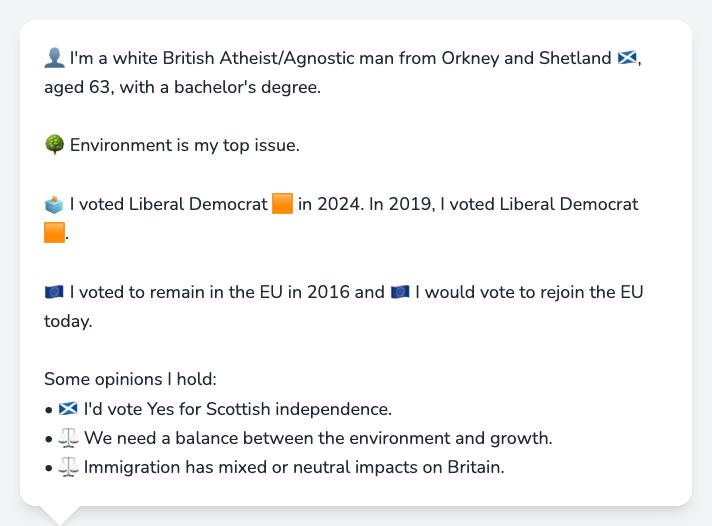 👤 I'm a white British Atheist/Agnostic man from Orkney and Shetland 🏴󠁧󠁢󠁳󠁣󠁴󠁿,
aged 63, with a bachelor's degree.
🌳 Environment is my top issue.
🗳️ I voted Liberal Democrat 🟧 in 2024. In 2019, I voted Liberal Democrat
🟧.
🇪🇺 I voted to remain in the EU in 2016 and 🇪🇺 I would vote to rejoin the EU
today.
Some opinions I hold:
• 🏴󠁧󠁢󠁳󠁣󠁴󠁿 I'd vote Yes for Scottish independence.
• ⚖️ We need a balance between the environment and growth.
• ⚖️ Immigration has mixed or neutral impacts on Britain.